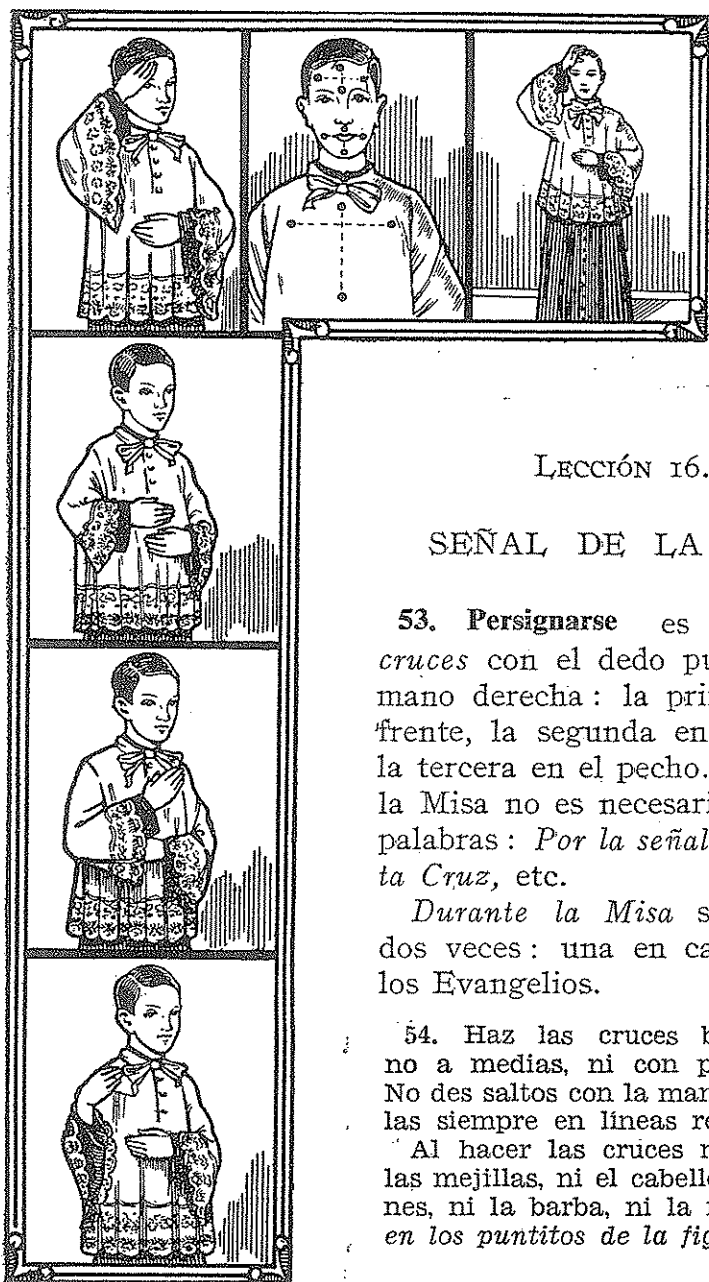 LECCIÓN 16.
SEÑAL DE LA
53. Persignarse es
cruces con el dedo pu
mano derecha: la pri
frente, la segunda en
la tercera en el pecho.
la Misa no es necesari
palabras: Por la señal
ta Cruz, etc.
Durante la Misa s
dos veces: una en ca
los Evangelios.
54. Haz las cruces b
no a medias, ni con p
No des saltos con la mar
las siempre en líneas re
Al hacer las cruces
las mejillas, ni el cabell
nes, ni la barba, ni la
en los puntitos de la fig